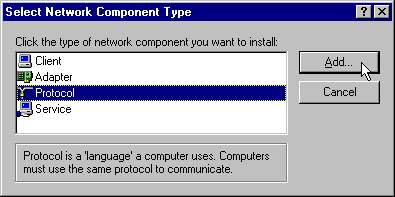 Select Network Component Type
Click the type of network component you want to install:
Client
Adapter
Protocol
Service
Add...
Cancel
Protocol is a 'language' a computer uses. Computers
must use the same protocol to communicate.